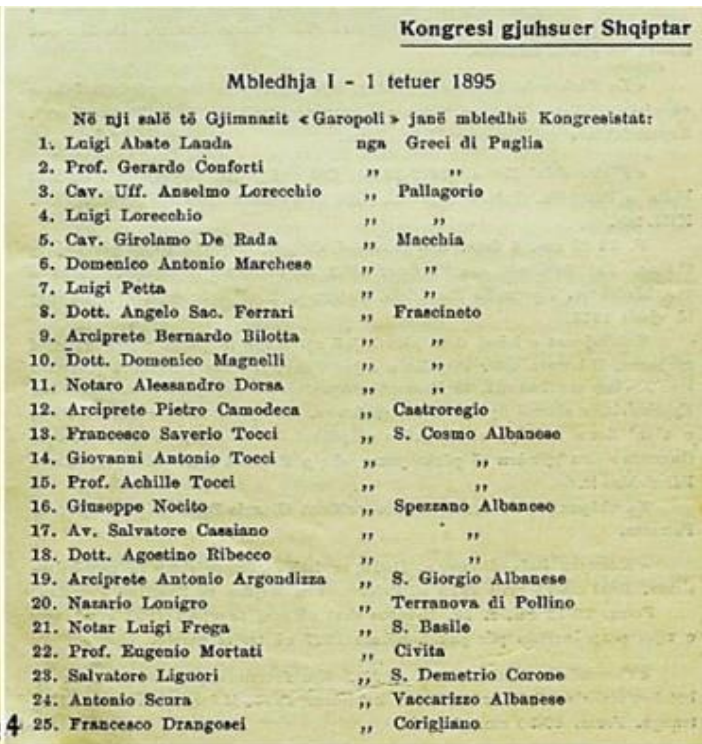 Kongresi gjuhsuer Shqiptar
Mbledhja I - 1 tetuer 1895
Në nji salë të Gjimnazit «Garopoli» janë mbledhë Kongresistat:
1. Luigi Abate Lauda nga Greci di Puglia
2. Prof. Gerardo Conforti ,, ,,
3. Cav. Uff. Anselmo Lorecchio ,, Pallagorio
4. Luigi Lorecchio ,, ,,
5. Cav. Girolamo De Rada ,, Macchia
6. Domenico Antonio Marchese ,, ,,
7. Luigi Petta ,, ,,
8. Dott. Angelo Sac. Ferrari ,, Frascineto
9. Arciprete Bernardo Bilotta ,, ,,
10. Dott. Domenico Magnelli ,, ,,
11. Notaro Alessandro Dorsa ,, ,,
12. Arciprete Pietro Camodeca ,, Castroregio
13. Francesco Saverio Tocci ,, S. Cosmo Albanese
14. Giovanni Antonio Tocci ,, ,,
15. Prof. Achille Tocci ,, ,,
16. Giuseppe Nocito ,, Spezzano Albanese
17. Av. Salvatore Cassiano ,, ,,
18. Dott. Agostino Ribecco ,, ,,
19. Arciprete Antonio Argondizza ,, S. Giorgio Albanese
20. Nazario Lonigro ,, Terranova di Pollino
21. Notar Luigi Frega ,, S. Basile
22. Prof. Eugenio Mortati ,, Civita
23. Salvatore Liguori ,, S. Demetrio Corone
24. Antonio Scura ,, Vaccarizzo Albanese
4 25. Francesco Drangosei ,, Corigliano